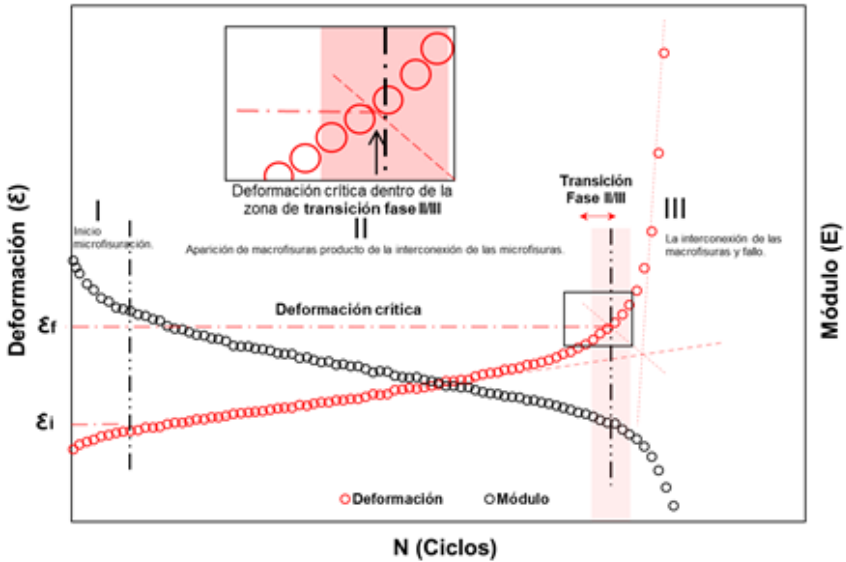 Deformación crítica dentro de la
zona de transición fase II/III
Transición
Fase II/III
I
Inicio
microfisuración.
II
Aparición de macrofisuras producto de la interconexión de las microfisuras.
III
La interconexión de las
macrofisuras y fallo.
Deformación (Ɛ)
Módulo (E)
Deformación crítica
Ɛf
Ɛi
Deformación
Módulo
N (Ciclos)